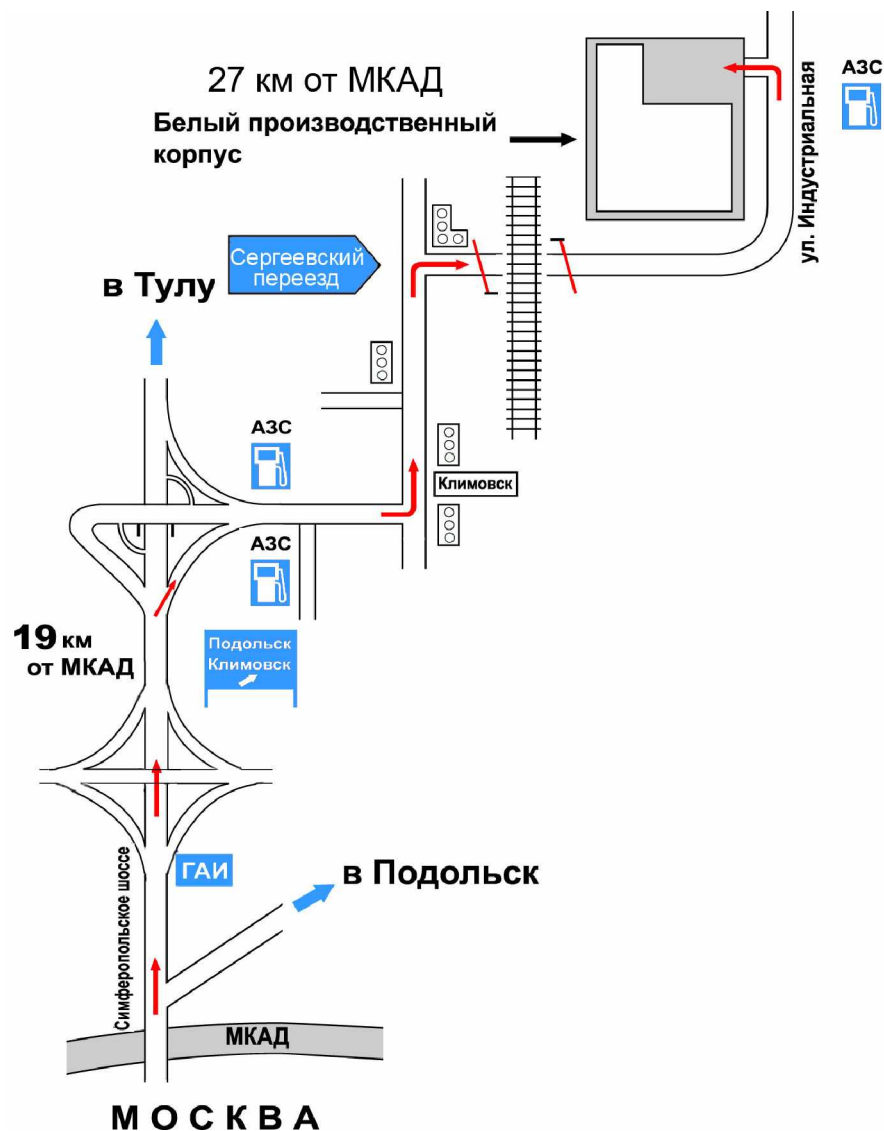 27 км от МКАД
Белый производственный
корпус
АЗС
ул. Индустриальная
Сергеевский
переезд
в Тулу
АЗС
Климовск
АЗС
19 км
от МКАД
Подольск
Климовск
Симферопольское шоссе
ГАИ
в Подольск
МКАД
МОСКВА